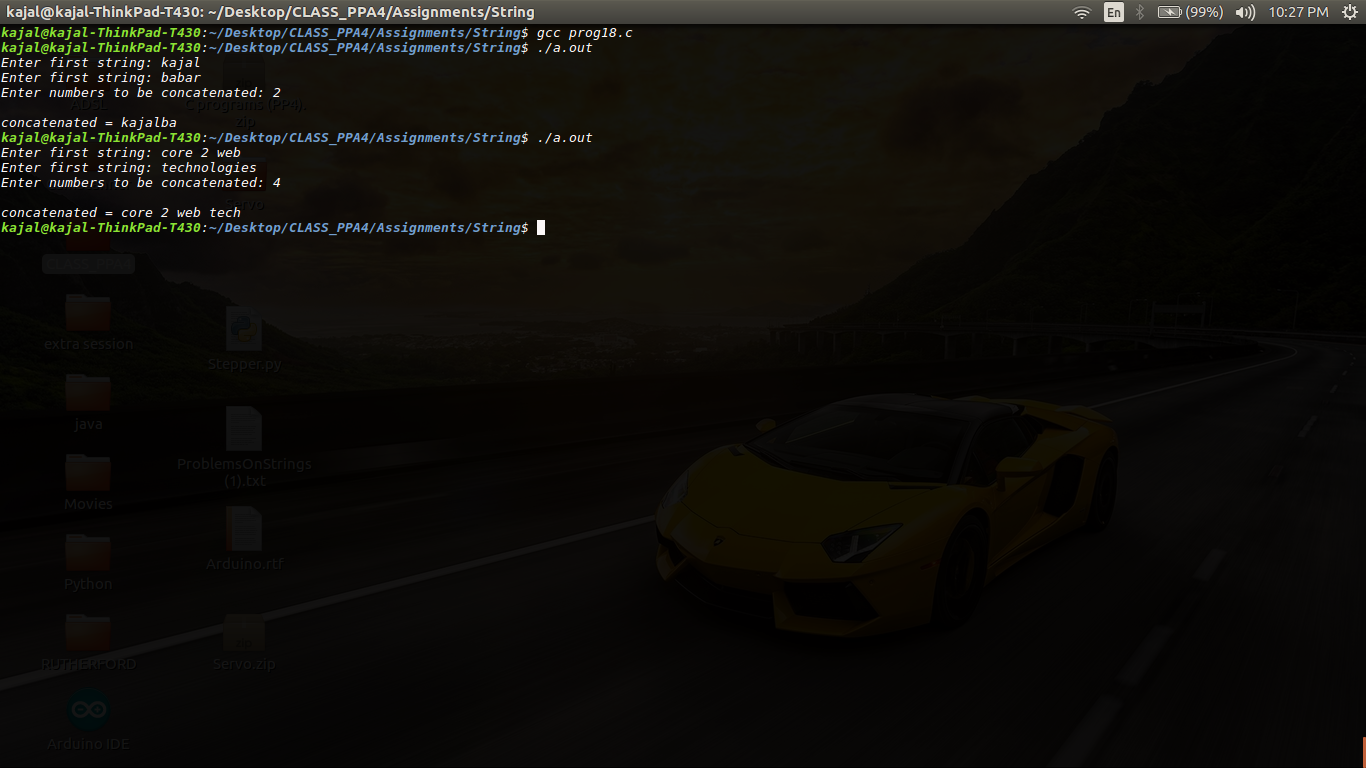 kajal@kajal-ThinkPad-T430: ~/Desktop/CLASS_PPA4/Assignments/String
En
(99%)
10:27 PM
kajal@kajal-ThinkPad-T430:~/Desktop/CLASS_PPA4/Assignments/String$ gcc prog18.c
kajal@kajal-ThinkPad-T430:~/Desktop/CLASS_PPA4/Assignments/String$ ./a.out
Enter first string: kajal
Enter first string: babar
Enter numbers to be concatenated: 2
concatenated = kajalba
kajal@kajal-ThinkPad-T430:~/Desktop/CLASS_PPA4/Assignments/String$ ./a.out
Enter first string: core 2 web
Enter first string: technologies
Enter numbers to be concatenated: 4
concatenated = core 2 web tech
kajal@kajal-ThinkPad-T430:~/Desktop/CLASS_PPA4/Assignments/String$
ADSL
C programs (PP4).
zip
Servo
extra session
Stepper.py
java
ProblemsOnStrings
(1).txt
Movies
Python
Arduino.rtf
RUTHERFORD
Servo.zip
Arduino IDE